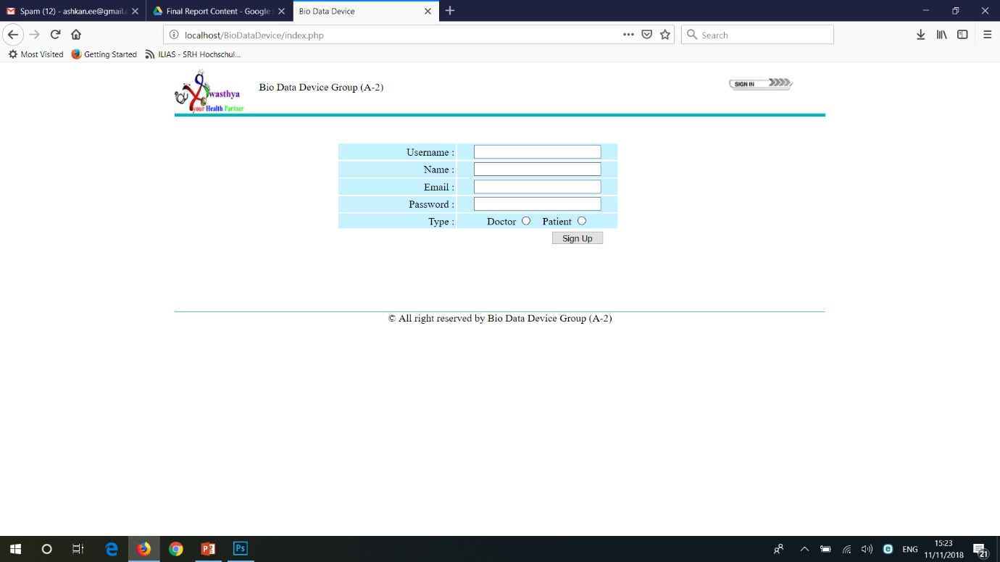 Spam (12) - ashkan.ee@gmail.c
Final Report Content - Google
Bio Data Device
localhost/BioDataDevice/index.php
Search
Most Visited
Getting Started
ILIAS - SRH Hochschul...
wasthya
your Health Partner
Bio Data Device Group (A-2)
SIGN IN
Username :
Name :
Email :
Password :
Type : Doctor Patient
Sign Up
© All right reserved by Bio Data Device Group (A-2)
Ps
ENG
15:23
11/11/2018
21